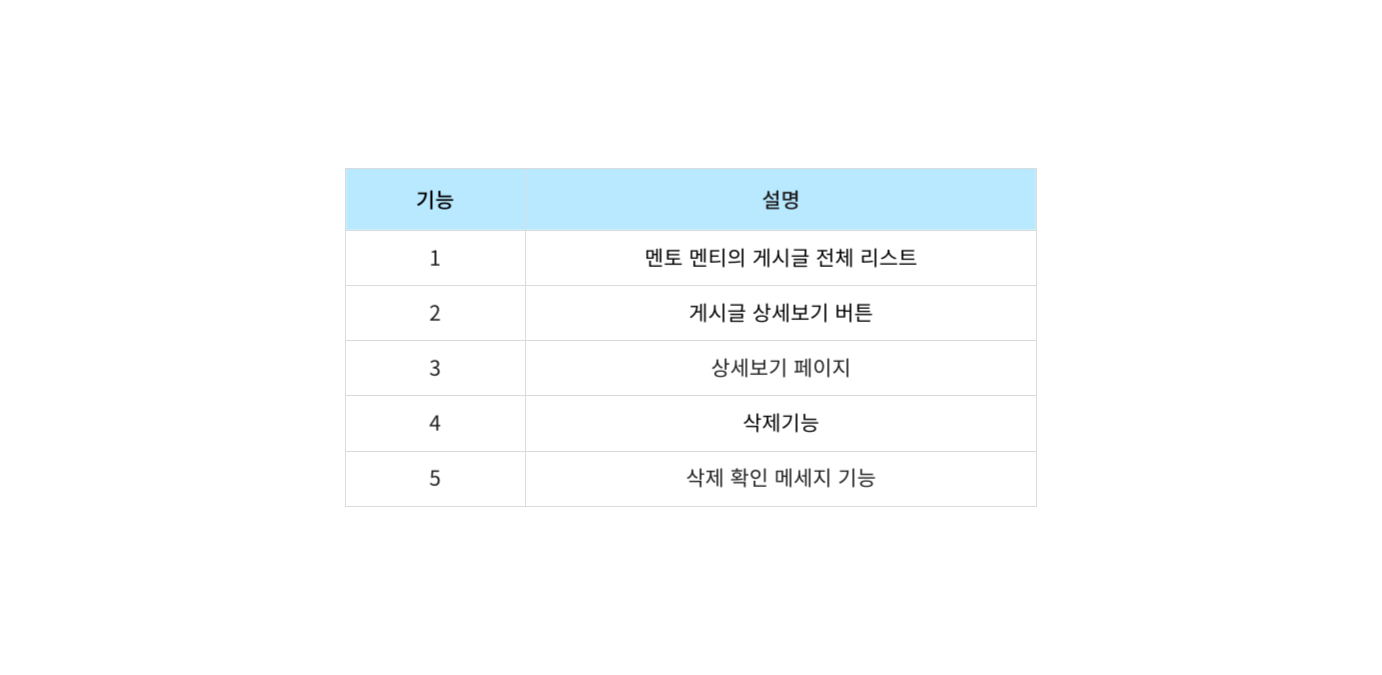 기능 설명
1 멘토 멘티의 게시글 전체 리스트
2 게시글 상세보기 버튼
3 상세보기 페이지
4 삭제기능
5 삭제 확인 메세지 기능